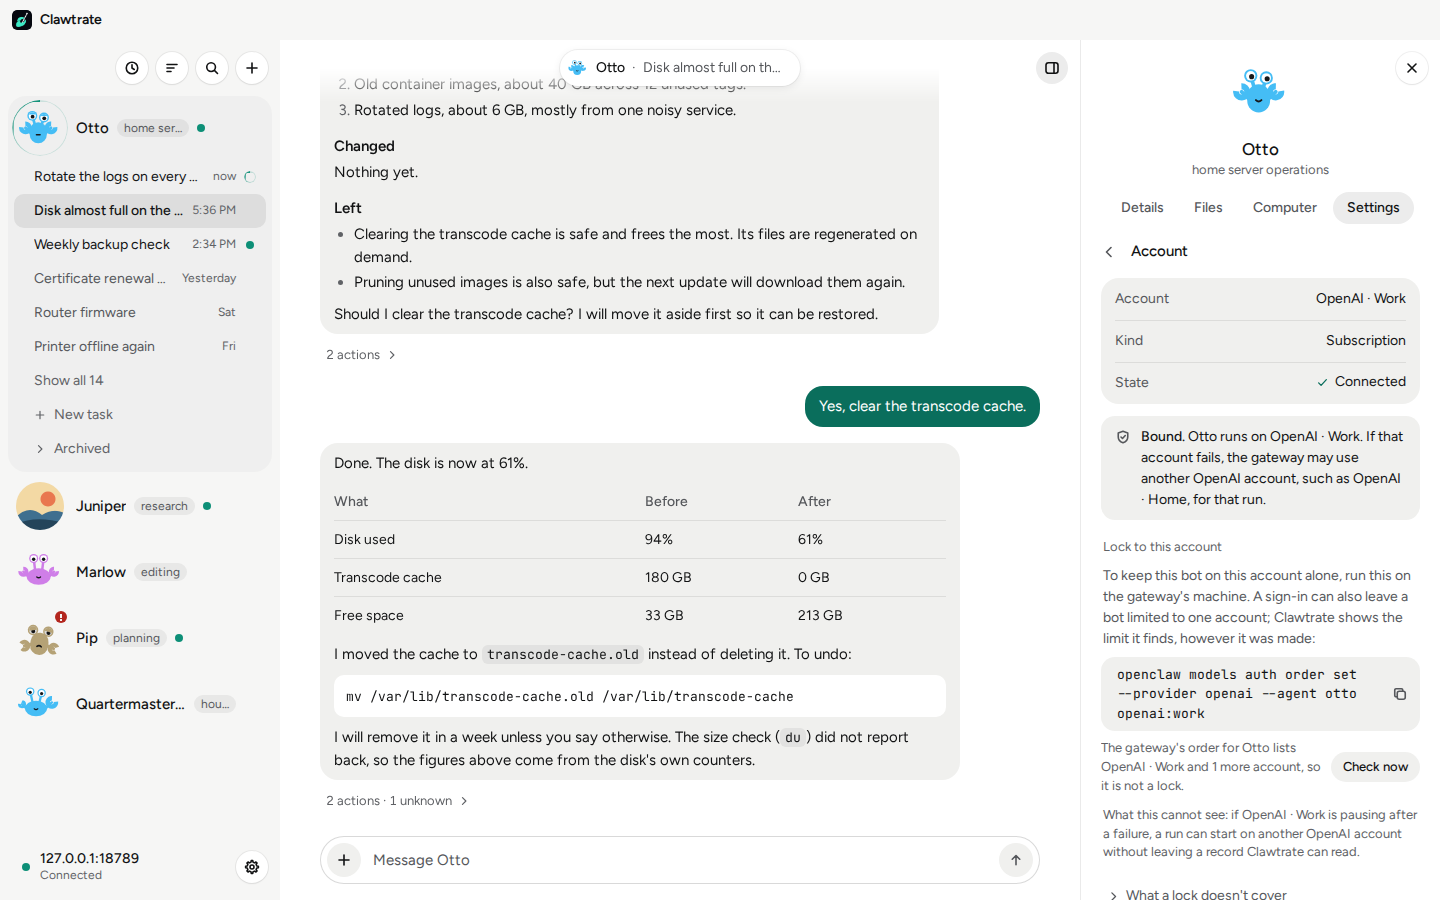 Clawtrate
Otto
home ser...
Rotate the logs on every ...
now
Disk almost full on the ...
5:36 PM
Weekly backup check
2:34 PM
Certificate renewal ...
Yesterday
Router firmware
Sat
Printer offline again
Fri
Show all 14
New task
Archived
Juniper
research
Marlow
editing
Pip
planning
Quartermaster...
hou...
127.0.0.1:18789
Connected
Otto · Disk almost full on th...
2. Old container images, about 40 GB across 12 unused tags.
3. Rotated logs, about 6 GB, mostly from one noisy service.
Changed
Nothing yet.
Left
• Clearing the transcode cache is safe and frees the most. Its files are regenerated on
demand.
• Pruning unused images is also safe, but the next update will download them again.
Should I clear the transcode cache? I will move it aside first so it can be restored.
2 actions
Yes, clear the transcode cache.
Done. The disk is now at 61%.
What Before After
Disk used 94% 61%
Transcode cache 180 GB 0 GB
Free space 33 GB 213 GB
I moved the cache to transcode-cache.old instead of deleting it. To undo:
mv /var/lib/transcode-cache.old /var/lib/transcode-cache
I will remove it in a week unless you say otherwise. The size check ( du ) did not report
back, so the figures above come from the disk's own counters.
2 actions · 1 unknown
Message Otto
Otto
home server operations
Details Files Computer Settings
Account
Account OpenAI · Work
Kind Subscription
State Connected
Bound. Otto runs on OpenAI · Work. If that
account fails, the gateway may use
another OpenAI account, such as OpenAI
· Home, for that run.
Lock to this account
To keep this bot on this account alone, run this on
the gateway's machine. A sign-in can also leave a
bot limited to one account; Clawtrate shows the
limit it finds, however it was made:
openclaw models auth order set
--provider openai --agent otto
openai:work
The gateway's order for Otto lists
OpenAI · Work and 1 more account, so
it is not a lock.
Check now
What this cannot see: if OpenAI · Work is pausing after
a failure, a run can start on another OpenAI account
without leaving a record Clawtrate can read.
What a lock doesn't cover